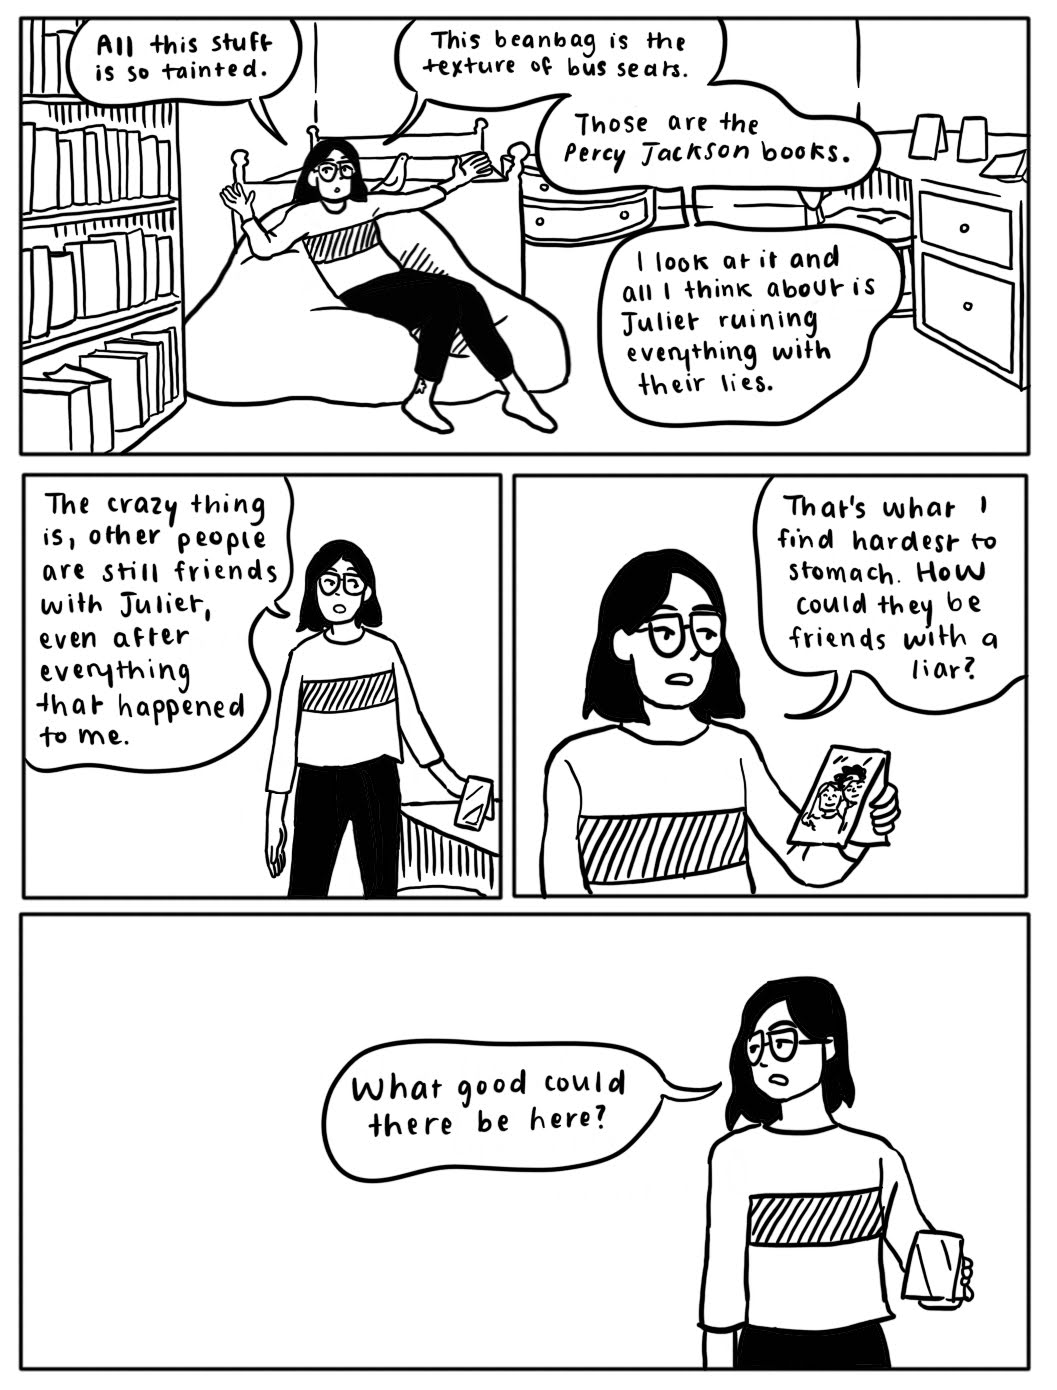 All this stuff
is so tainted.
This beanbag is the
texture of bus seats.
Those are the
Percy Jackson books.
I look at it and
all I think about is
Juliet ruining
everything with
their lies.
The crazy thing
is, other people
are still friends
with Juliet,
even after
everything
that happened
to me.
That's what I
find hardest to
stomach. How
could they be
friends with a
liar?
What good could
there be here?